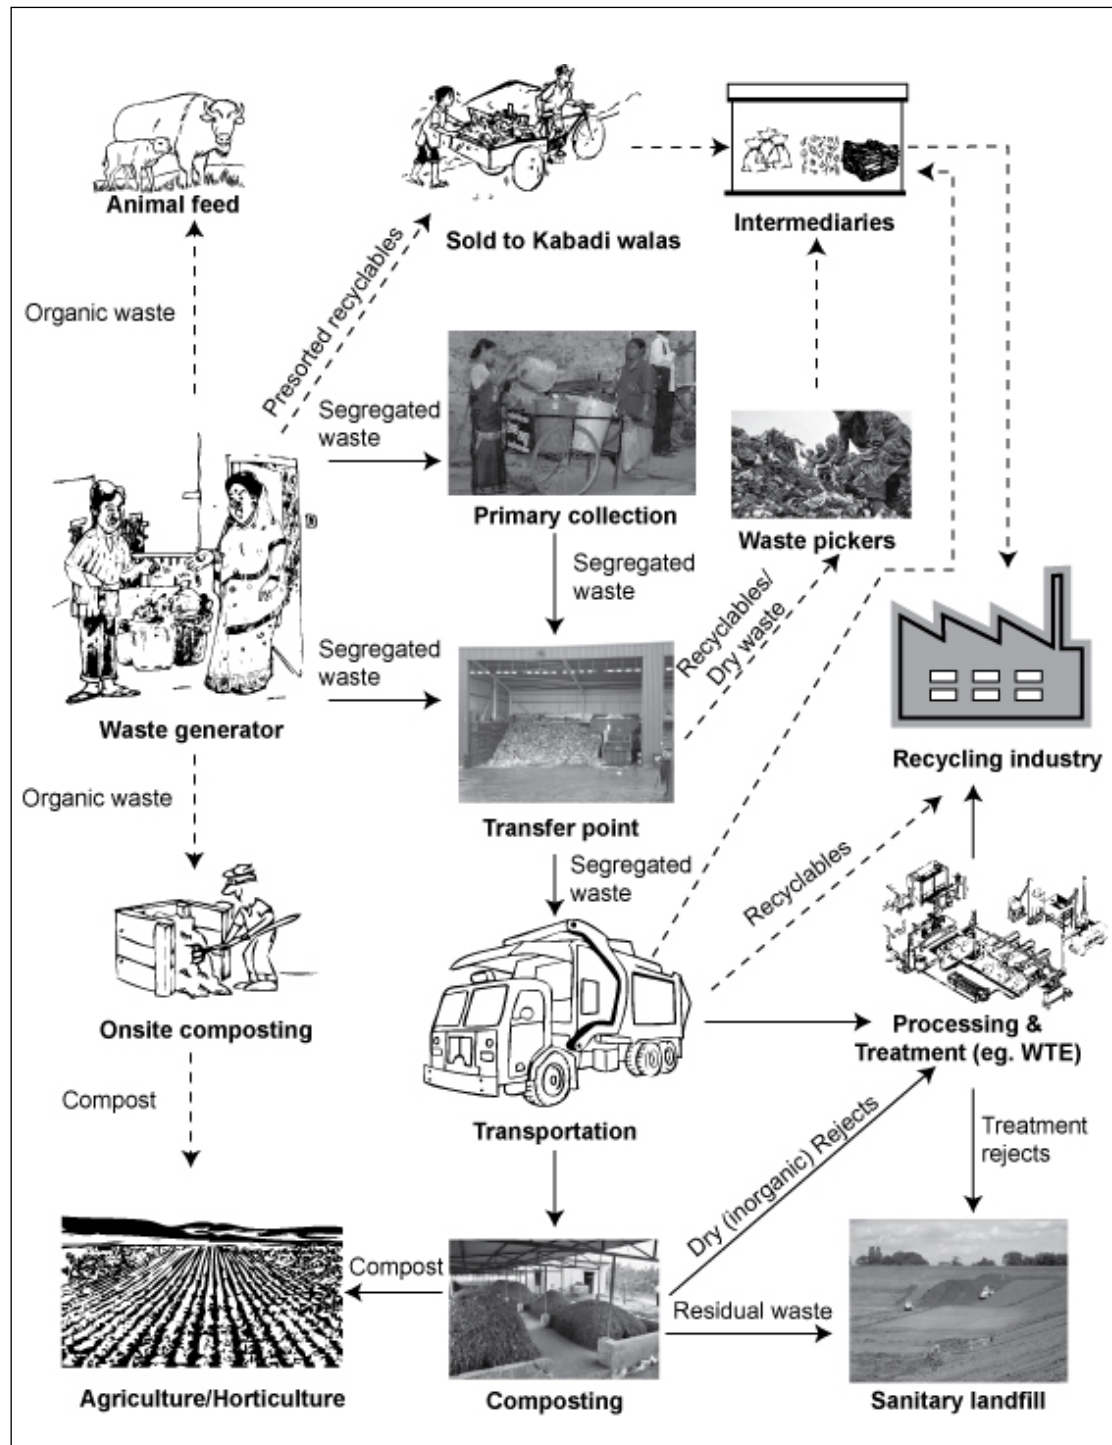 Animal feed
Sold to Kabadi walas
Intermediaries
Organic waste
Presorted recyclables
Segregated
waste
Primary collection
Waste pickers
Segregated
waste
Recyclables/
Dry waste
Segregated
waste
Waste generator
Transfer point
Recycling industry
Organic waste
Segregated
waste
Recyclables
Onsite composting
Processing &
Treatment (eg. WTE)
Compost
Transportation
Treatment
rejects
Dry (inorganic) Rejects
Compost
Residual waste
Agriculture/Horticulture
Composting
Sanitary landfill